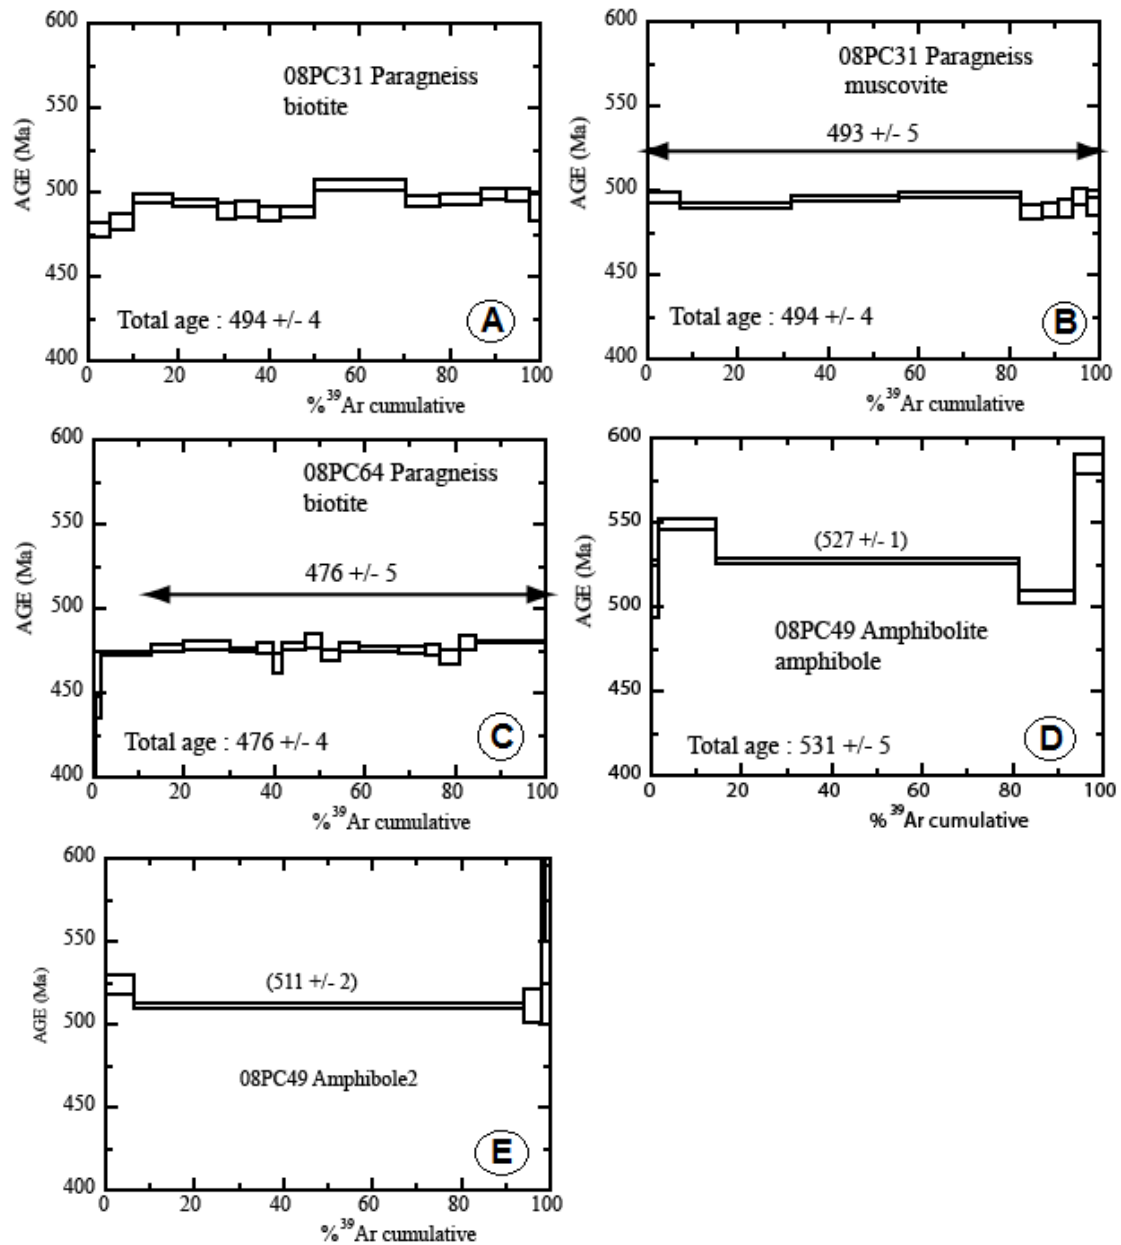 600
550
500
450
400
AGE (Ma)
08PC31 Paragneiss
biotite
Total age : 494 +/- 4
A
0 20 40 60 80 100
%³⁹Ar cumulative
600
550
500
450
400
AGE (Ma)
08PC31 Paragneiss
muscovite
493 +/- 5
Total age : 494 +/- 4
B
0 20 40 60 80 100
%³⁹Ar cumulative
600
550
500
450
400
AGE (Ma)
08PC64 Paragneiss
biotite
476 +/- 5
Total age : 476 +/- 4
C
0 20 40 60 80 100
%³⁹Ar cumulative
600
550
500
450
400
AGE (Ma)
(527 +/- 1)
08PC49 Amphibolite
amphibole
Total age : 531 +/- 5
D
0 20 40 60 80 100
% ³⁹Ar cumulative
600
550
500
450
400
AGE (Ma)
(511 +/- 2)
08PC49 Amphibole2
E
0 20 40 60 80 100
%³⁹Ar cumulative